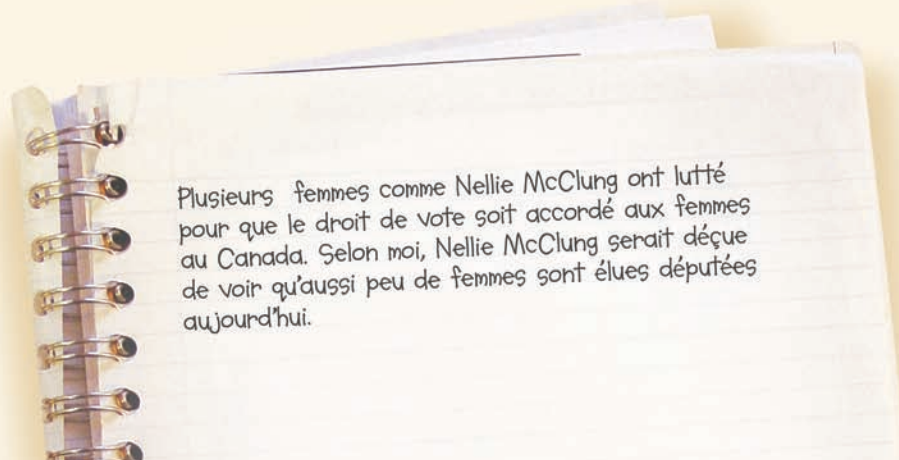 Plusieurs femmes comme Nellie McClung ont lutté
pour que le droit de vote soit accordé aux femmes
au Canada. Selon moi, Nellie McClung serait déçue
de voir qu'aussi peu de femmes sont élues députées
aujourd'hui.